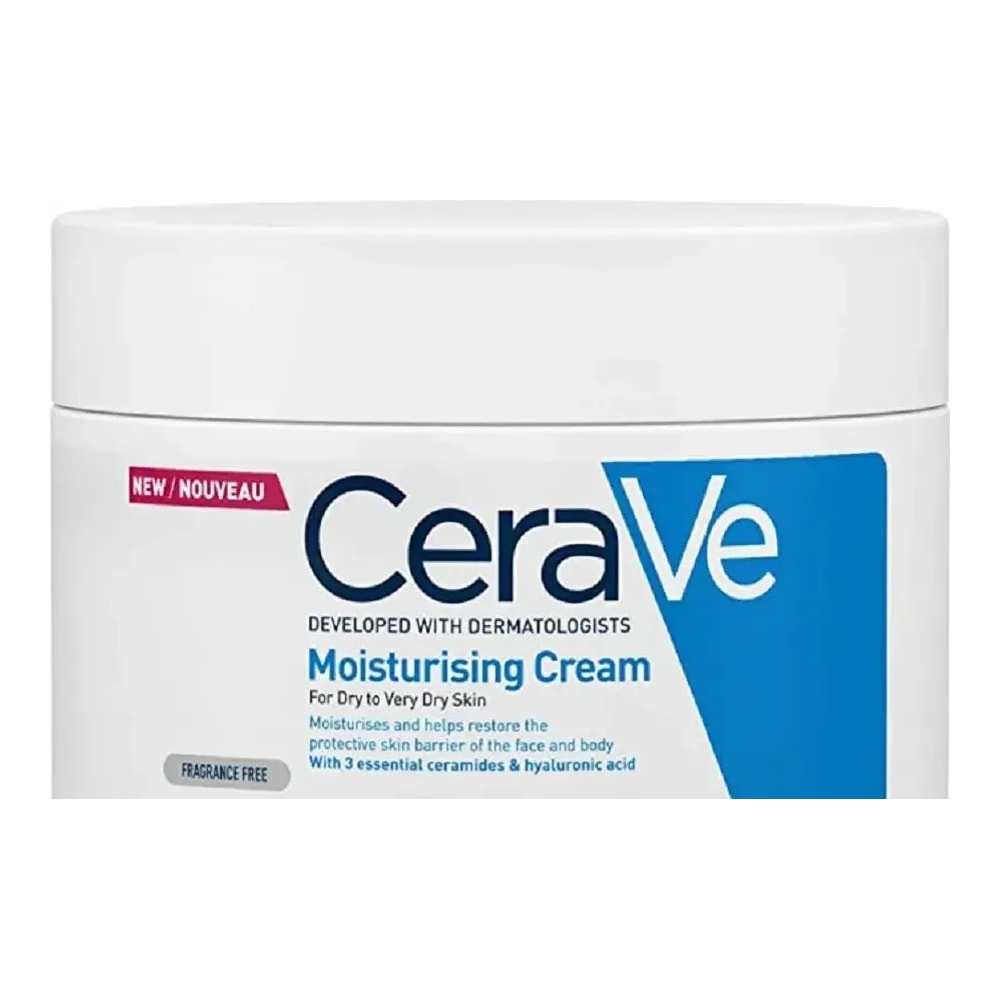 NEW / NOUVEAU
CeraVe
DEVELOPED WITH DERMATOLOGISTS
Moisturising Cream
For Dry to Very Dry Skin
Moisturises and helps restore the
protective skin barrier of the face and body
With 3 essential ceramides & hyaluronic acid
FRAGRANCE FREE